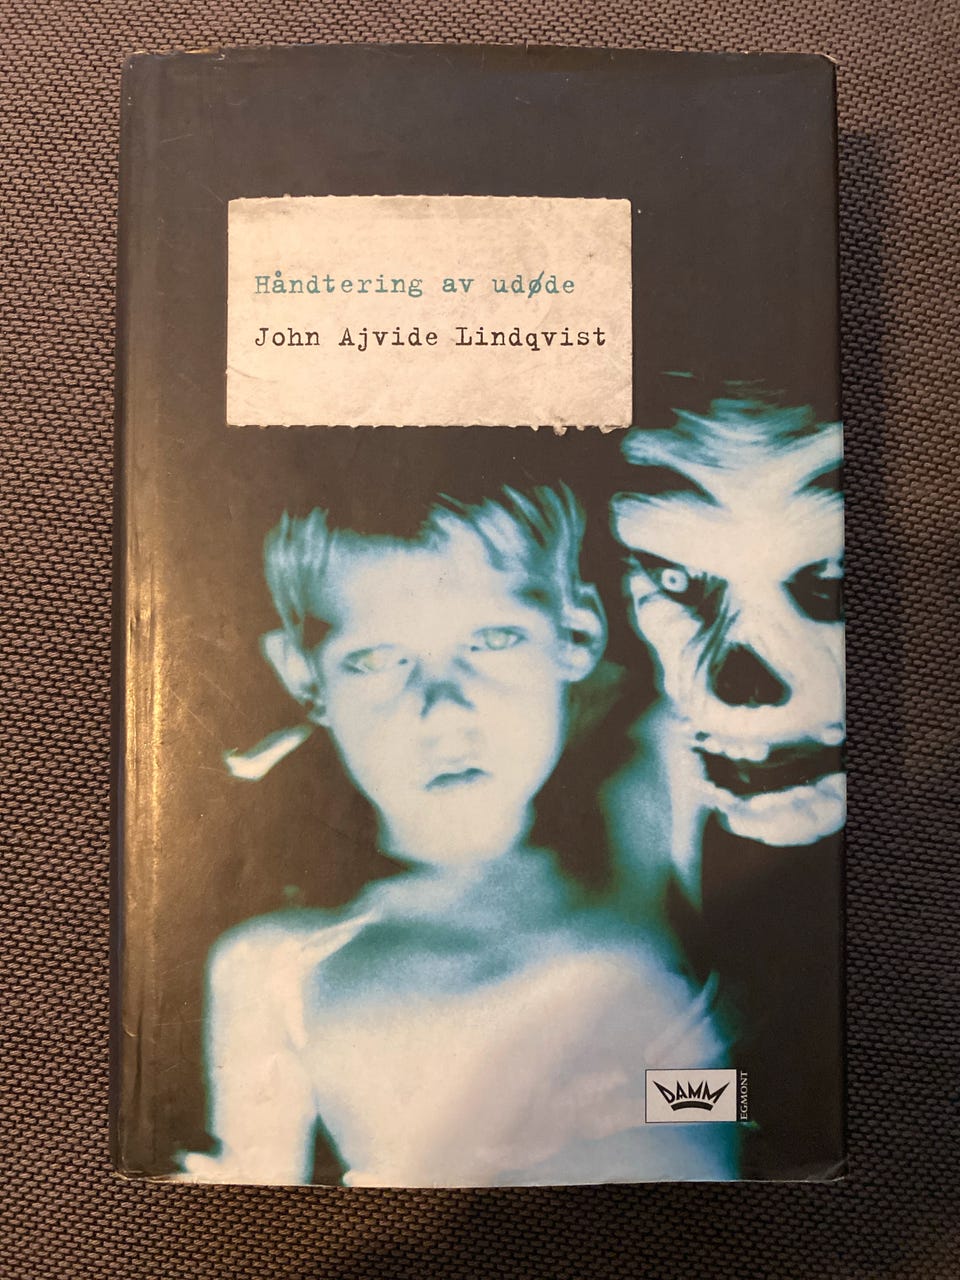 Håndtering av udøde
John Ajvide Lindqvist
DAMM
EGMONT